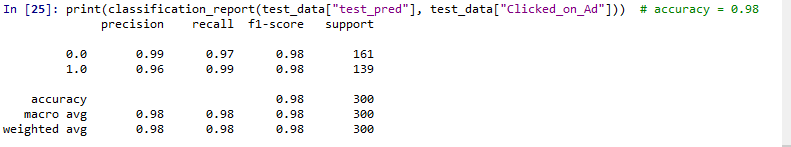 In [25]: print(classification_report(test_data["test_pred"], test_data["Clicked_on_Ad"]))  # accuracy = 0.98
              precision    recall  f1-score   support

         0.0       0.99      0.97      0.98       161
         1.0       0.96      0.99      0.98       139

    accuracy                           0.98       300
   macro avg       0.98      0.98      0.98       300
weighted avg       0.98      0.98      0.98       300